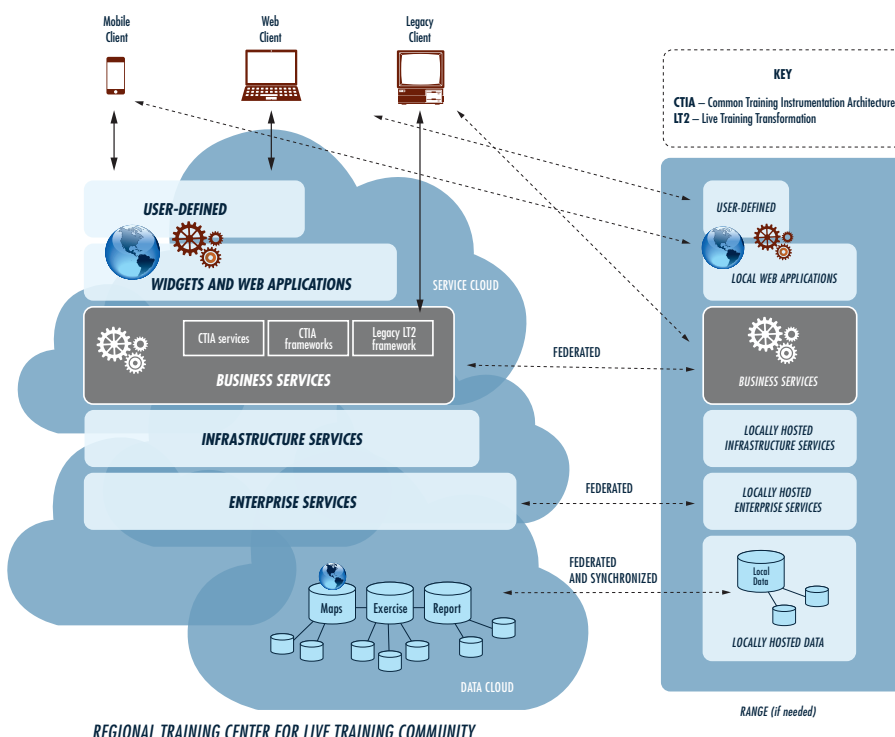 Mobile
Client
Web
Client
Legacy
Client
KEY
CTIA – Common Training Instrumentation Architecture
LT2 – Live Training Transformation
USER-DEFINED
WIDGETS AND WEB APPLICATIONS
SERVICE CLOUD
CTIA services
CTIA
frameworks
Legacy LT2
framework
BUSINESS SERVICES
INFRASTRUCTURE SERVICES
ENTERPRISE SERVICES
Maps
Exercise
Report
DATA CLOUD
REGIONAL TRAINING CENTER FOR LIVE TRAINING COMMUNITY
FEDERATED
FEDERATED
FEDERATED
AND SYNCHRONIZED
USER-DEFINED
LOCAL WEB APPLICATIONS
BUSINESS SERVICES
LOCALLY HOSTED
INFRASTRUCTURE SERVICES
LOCALLY HOSTED
ENTERPRISE SERVICES
Local
Data
LOCALLY HOSTED DATA
RANGE (if needed)